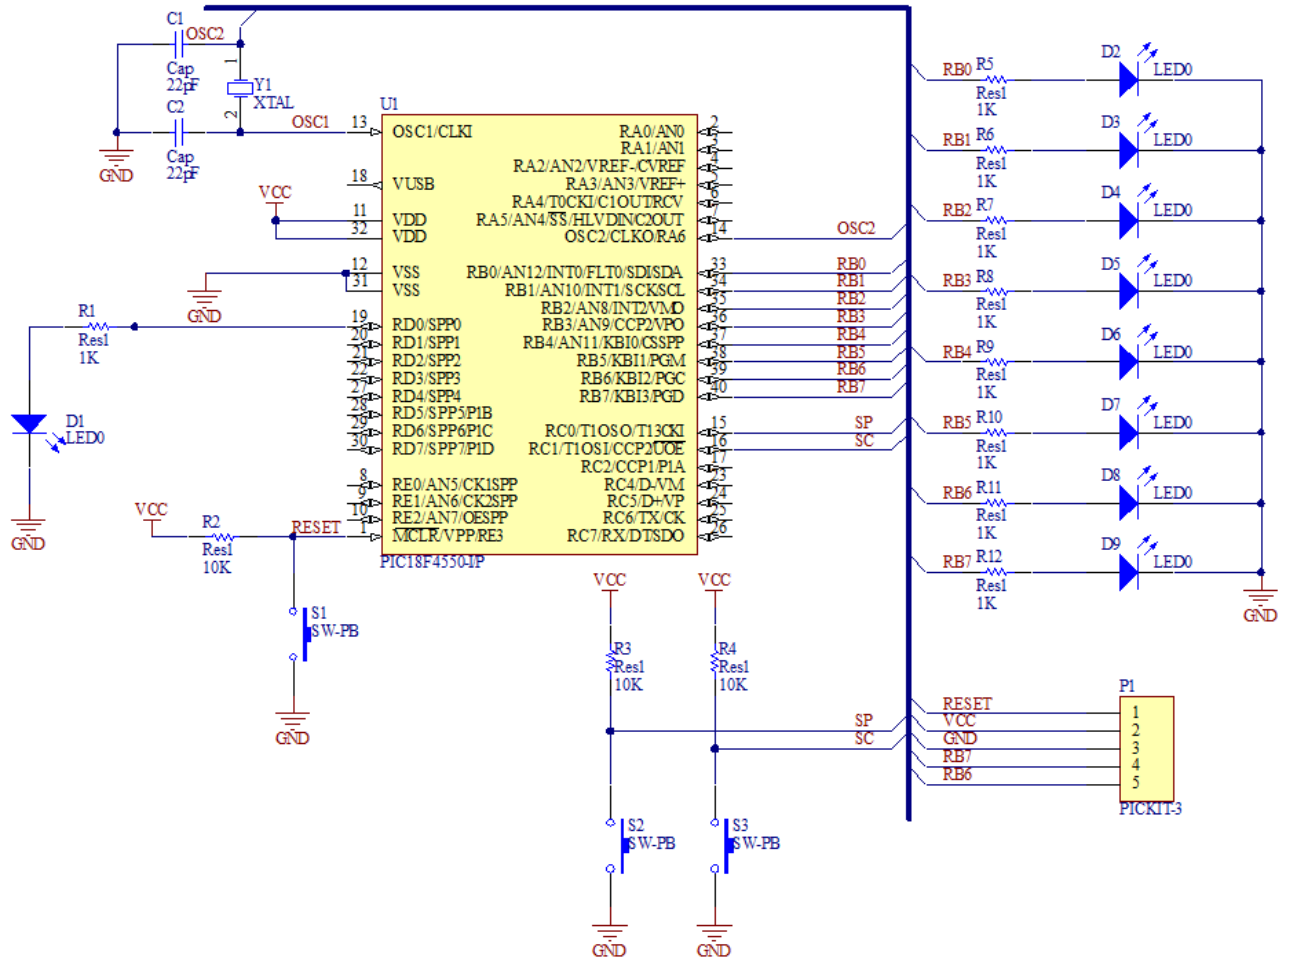 C1
OSC2
Cap
22pF
1
Y1
XTAL
2
C2
Cap
22pF
GND
OSC1
U1
13
OSC1/CLKI
18
VUSB
VCC
11
VDD
32
VDD
12
VSS
31
VSS
GND
19
RD0/SPP0
20
RD1/SPP1
21
RD2/SPP2
22
RD3/SPP3
27
RD4/SPP4
28
RD5/SPP5/P1B
29
RD6/SPP6/P1C
30
RD7/SPP7/P1D
8
RE0/AN5/CK1SPP
9
RE1/AN6/CK2SPP
10
RE2/AN7/OESPP
1
MCLR/VPP/RE3
PIC18F4550-I/P
RA0/AN0
2
RA1/AN1
3
RA2/AN2/VREF-/CVREF
4
RA3/AN3/VREF+
5
RA4/T0CKI/C1OUTRCV
6
RA5/AN4/SS/HLVDIN/C2OUT
7
OSC2/CLKO/RA6
14
OSC2
RB0/AN12/INT0/FLT0/SDI/SDA
33
RB0
RB1/AN10/INT1/SCK/SCL
34
RB1
RB2/AN8/INT2/VMO
35
RB2
RB3/AN9/CCP2/VPO
36
RB3
RB4/AN11/KBI0/CSSPP
37
RB4
RB5/KBI1/PGM
38
RB5
RB6/KBI2/PGC
39
RB6
RB7/KBI3/PGD
40
RB7
RC0/T1OSO/T13CKI
15
SP
RC1/T1OSI/CCP2UOE
16
SC
RC2/CCP1/P1A
17
RC4/D-/VM
23
RC5/D+/VP
24
RC6/TX/CK
25
RC7/RX/DTSDO
26
R1
Res1
1K
D1
LED0
GND
VCC
R2
Res1
10K
RESET
S1
SW-PB
GND
VCC
R3
Res1
10K
SP
S2
SW-PB
GND
VCC
R4
Res1
10K
SC
S3
SW-PB
GND
RB0
R5
Res1
1K
D2
LED0
RB1
R6
Res1
1K
D3
LED0
RB2
R7
Res1
1K
D4
LED0
RB3
R8
Res1
1K
D5
LED0
RB4
R9
Res1
1K
D6
LED0
RB5
R10
Res1
1K
D7
LED0
RB6
R11
Res1
1K
D8
LED0
RB7
R12
Res1
1K
D9
LED0
GND
P1
RESET
1
VCC
2
GND
3
RB7
4
RB6
5
PICKIT-3